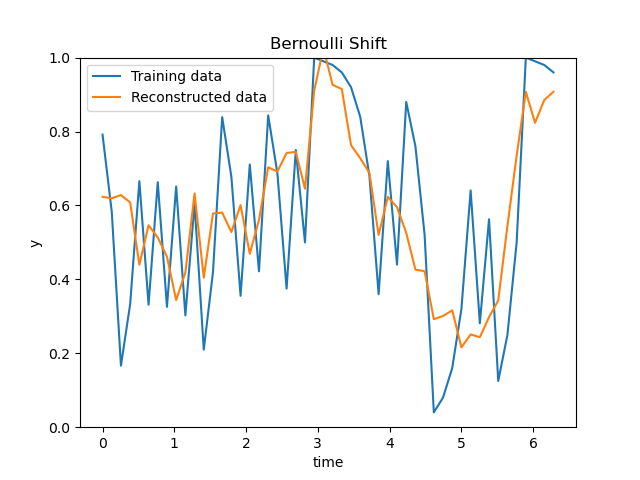 Bernoulli Shift
Training data
Reconstructed data
y
1.0
0.8
0.6
0.4
0.2
0.0
0 1 2 3 4 5 6
time